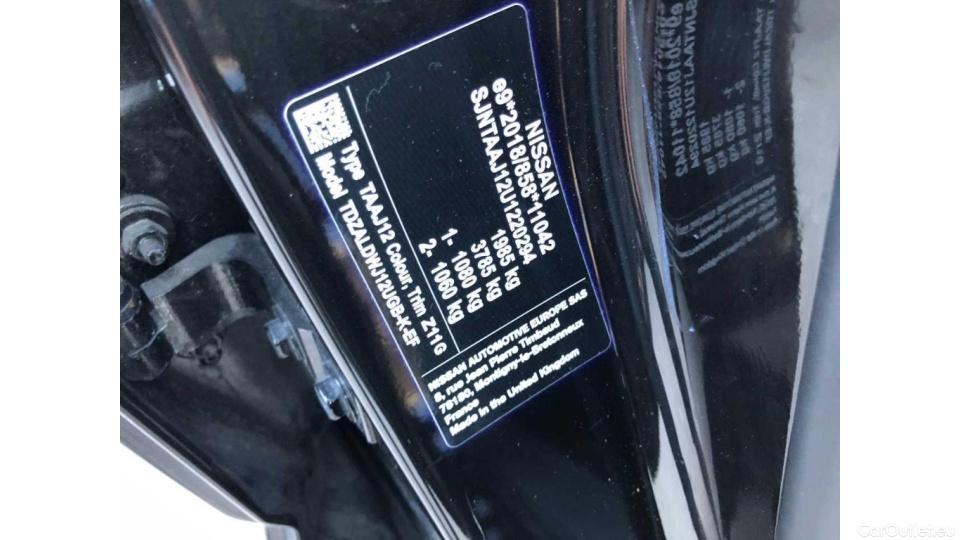 NISSAN
e9*2018/858*11042
SJNTAAJ12U1220294
1985 kg
3785 kg
1- 1080 kg
2- 1060 kg
Type TAAJ12 Colour, Trim Z11G
Model TDZALDWJ12UGB-K-EF
NISSAN AUTOMOTIVE EUROPE SAS
8, rue Jean Pierre Timbaud
78180, Montigny-le-Bretonneux
France
Made in the United Kingdom
CarOutlet.eu